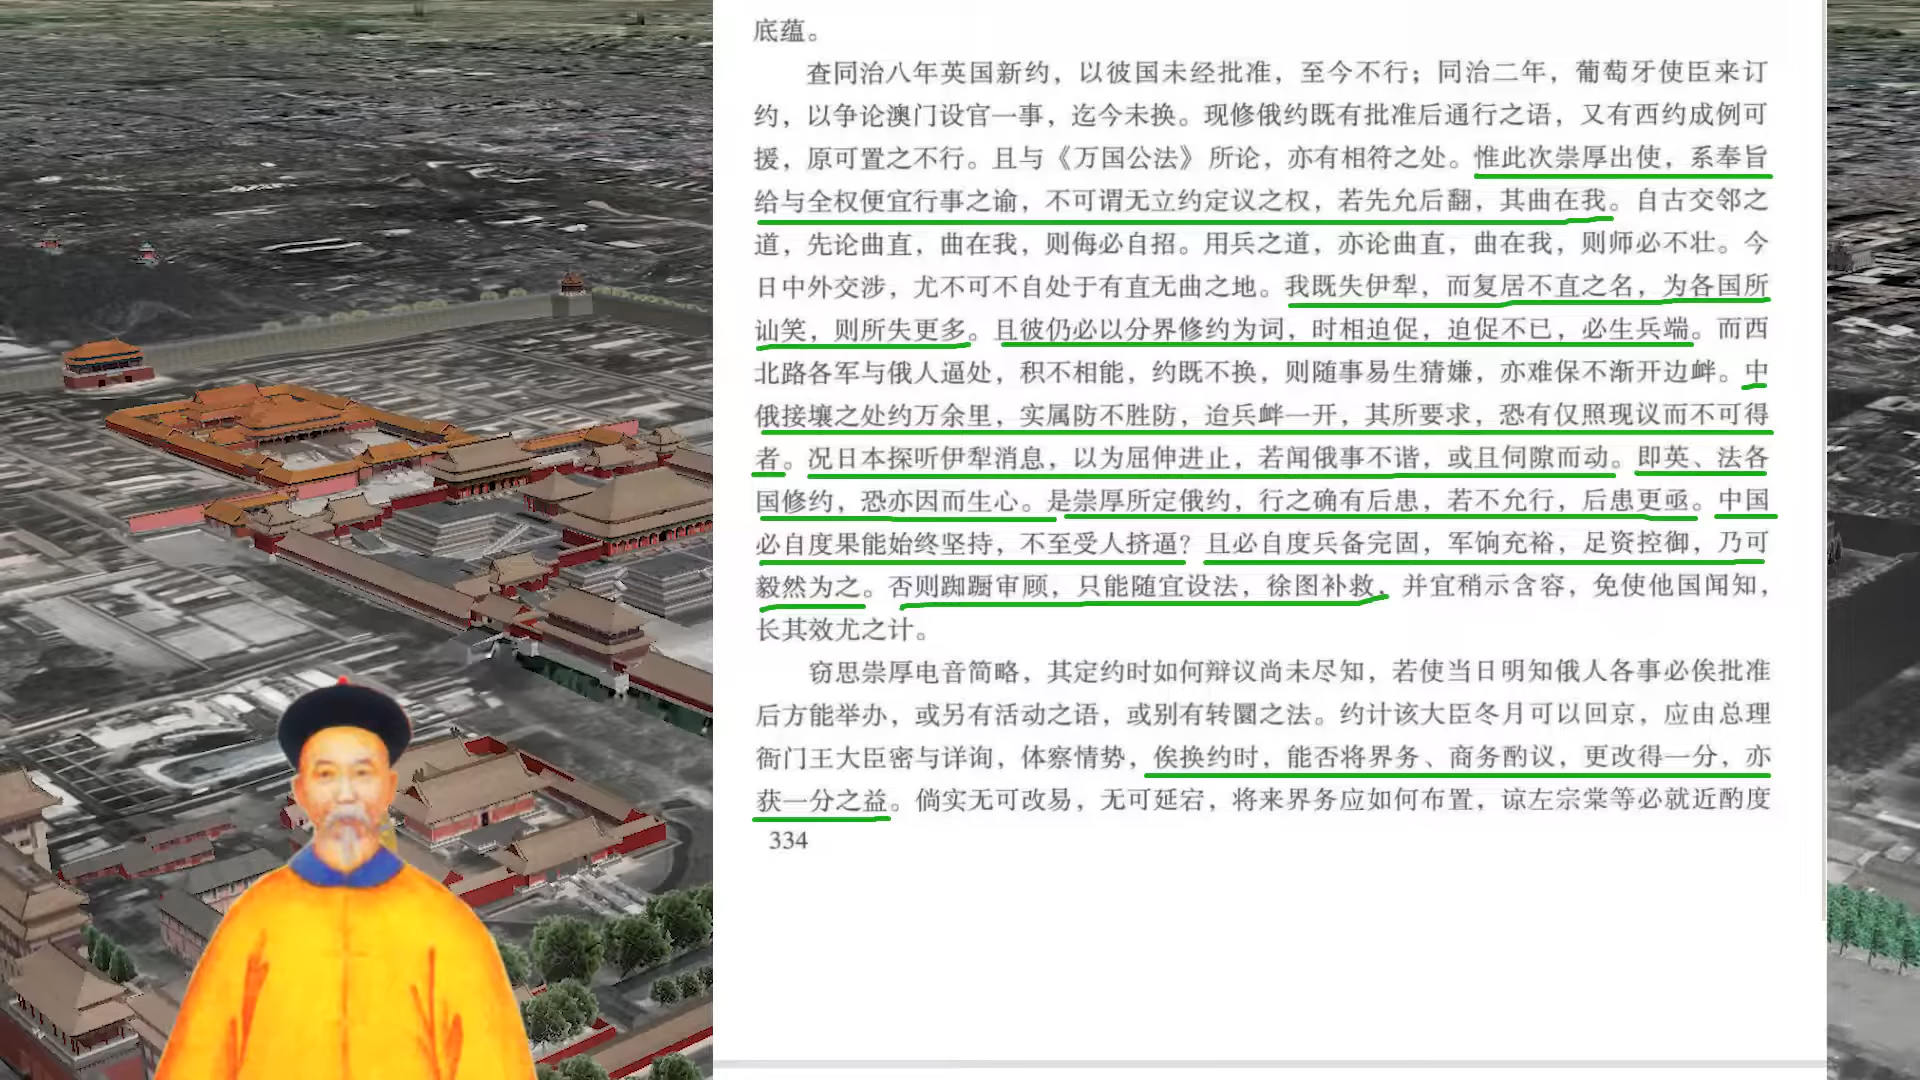 底蕴。
查同治八年英国新约，以彼国未经批准，至今不行；同治二年，葡萄牙使臣来订
约，以争论澳门设官一事，迄今未换。现修俄约既有批准后通行之语，又有西约成例可
援，原可置之不行。且与《万国公法》所论，亦有相符之处。惟此次崇厚出使，系奉旨
给与全权便宜行事之谕，不可谓无立约定议之权，若先允后翻，其曲在我。自古交邻之
道，先论曲直，曲在我，则侮必自招。用兵之道，亦论曲直，曲在我，则师必不壮。今
日中外交涉，尤不可不自处于有直无曲之地。我既失伊犁，而复居不直之名，为各国所
讪笑，则所失更多。且彼仍必以分界修约为词，时相迫促，迫促不已，必生兵端。而西
北路各军与俄人逼处，积不相能，约既不换，则随事易生猜嫌，亦难保不渐开边衅。中
俄接壤之处约万余里，实属防不胜防，迨兵衅一开，其所要求，恐有仅照现议而不可得
者。况日本探听伊犁消息，以为屈伸进止，若闻俄事不谐，或且伺隙而动。即英、法各
国修约，恐亦因而生心。是崇厚所定俄约，行之确有后患，若不允行，后患更亟。中国
必自度果能始终坚持，不至受人挤逼？且必自度兵备完固，军饷充裕，足资控御，乃可
毅然为之。否则踟蹰审顾，只能随宜设法，徐图补救，并宜稍示含容，免使他国闻知，
长其效尤之计。
窃思崇厚电音简略，其定约时如何辩议尚未尽知，若使当日明知俄人各事必俟批准
后方能举办，或另有活动之语，或别有转圜之法。约计该大臣冬月可以回京，应由总理
衙门王大臣密与详询，体察情势，俟换约时，能否将界务、商务酌议，更改得一分，亦
获一分之益。倘实无可改易，无可延宕，将来界务应如何布置，谅左宗棠等必就近酌度
334